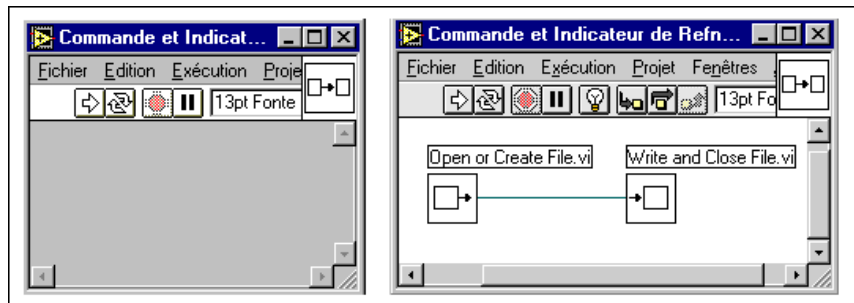 Commande et Indicat...
Fichier Edition Exécution Proje
13pt Fonte
Commande et Indicateur de Refn...
Fichier Edition Exécution Projet Fenêtres
13pt Fo
Open or Create File.vi
Write and Close File.vi